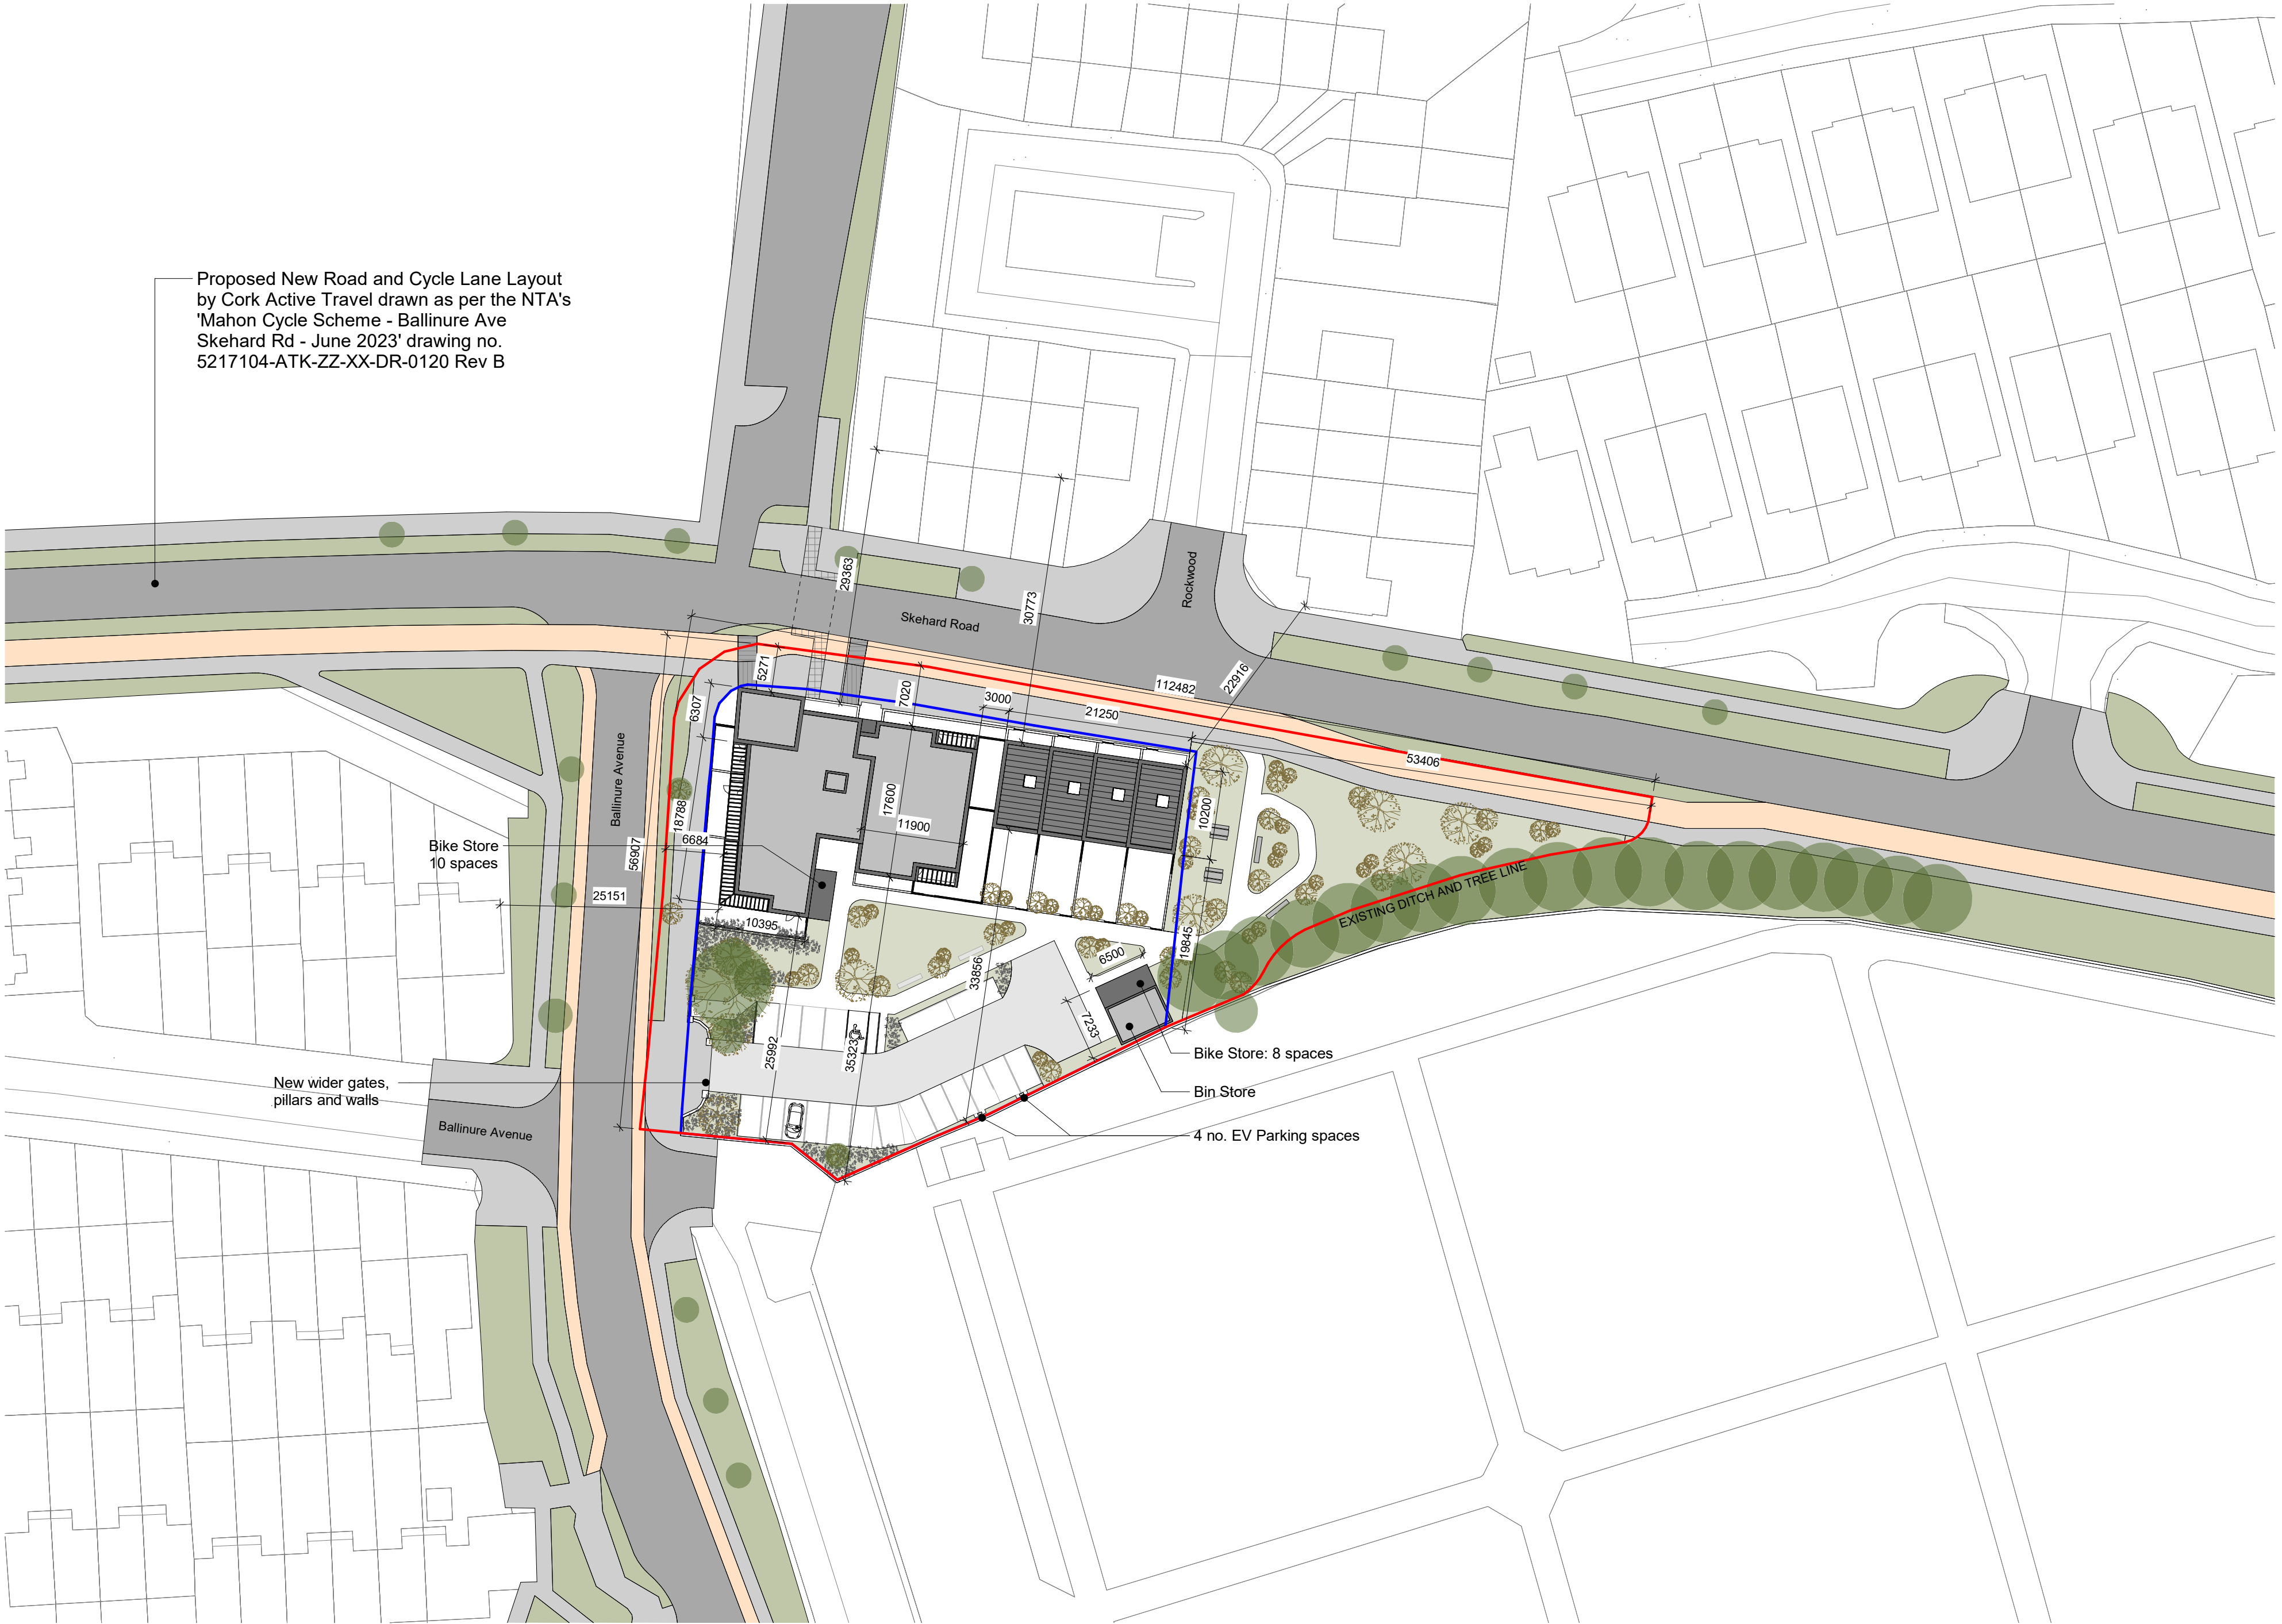 Proposed New Road and Cycle Lane Layout
by Cork Active Travel drawn as per the NTA's
'Mahon Cycle Scheme - Ballinure Ave
Skehard Rd - June 2023' drawing no.
5217104-ATK-ZZ-XX-DR-0120 Rev B
Rockwood
29363
30773
Skehard Road
5271
22916
112482
7020
3000
6307
21250
53406
Ballinure Avenue
17600
11900
10200
18788
6684
Bike Store
10 spaces
56907
25151
EXISTING DITCH AND TREE LINE
10395
19845
6500
33856
7233
25992
35323
Bike Store: 8 spaces
New wider gates,
pillars and walls
Bin Store
Ballinure Avenue
4 no. EV Parking spaces